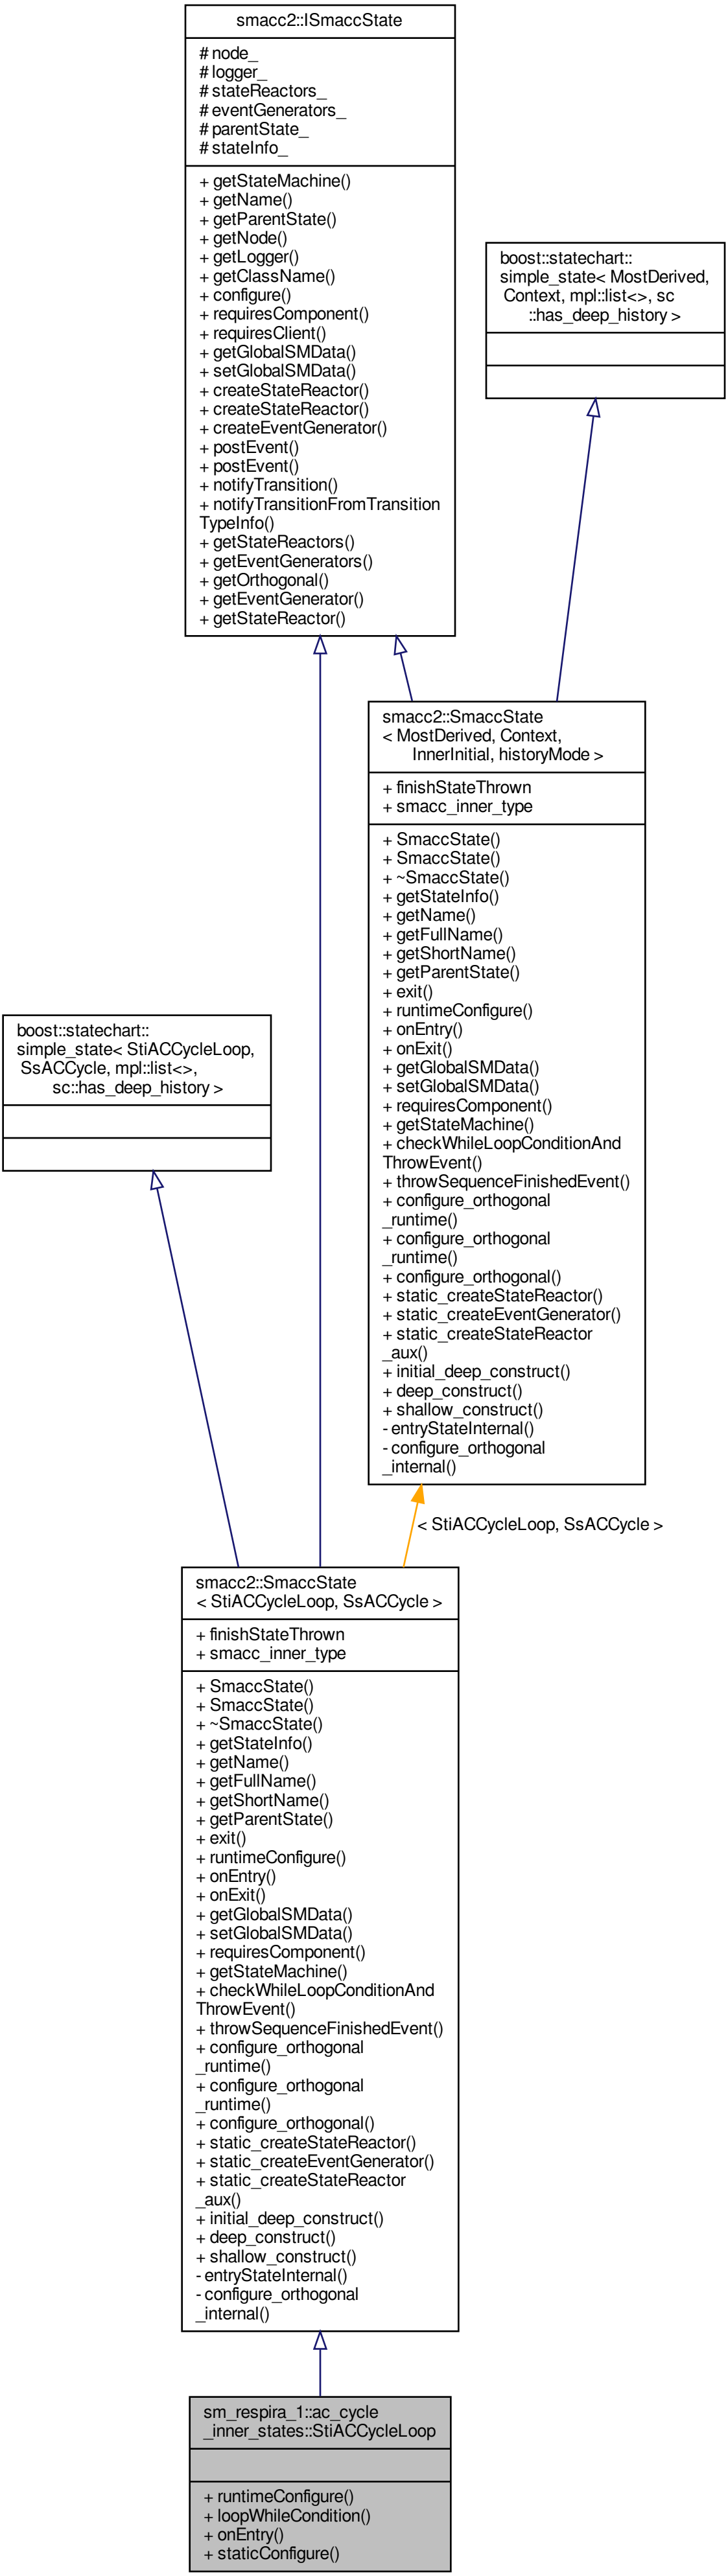 smacc2::ISmaccState
# node_
# logger_
# stateReactors_
# eventGenerators_
# parentState_
# stateInfo_
+ getStateMachine()
+ getName()
+ getParentState()
+ getNode()
+ getLogger()
+ getClassName()
+ configure()
+ requiresComponent()
+ requiresClient()
+ getGlobalSMData()
+ setGlobalSMData()
+ createStateReactor()
+ createStateReactor()
+ createEventGenerator()
+ postEvent()
+ postEvent()
+ notifyTransition()
+ notifyTransitionFromTransition
TypeInfo()
+ getStateReactors()
+ getEventGenerators()
+ getOrthogonal()
+ getEventGenerator()
+ getStateReactor()
boost::statechart::
simple_state< MostDerived,
Context, mpl::list<>, sc
::has_deep_history >
smacc2::SmaccState
< MostDerived, Context,
InnerInitial, historyMode >
+ finishStateThrown
+ smacc_inner_type
+ SmaccState()
+ SmaccState()
+ ~SmaccState()
+ getStateInfo()
+ getName()
+ getFullName()
+ getShortName()
+ getParentState()
+ exit()
+ runtimeConfigure()
+ onEntry()
+ onExit()
+ getGlobalSMData()
+ setGlobalSMData()
+ requiresComponent()
+ getStateMachine()
+ checkWhileLoopConditionAnd
ThrowEvent()
+ throwSequenceFinishedEvent()
+ configure_orthogonal
_runtime()
+ configure_orthogonal
_runtime()
+ configure_orthogonal()
+ static_createStateReactor()
+ static_createEventGenerator()
+ static_createStateReactor
_aux()
+ initial_deep_construct()
+ deep_construct()
+ shallow_construct()
- entryStateInternal()
- configure_orthogonal
_internal()
boost::statechart::
simple_state< StiACCycleLoop,
SsACCycle, mpl::list<>,
sc::has_deep_history >
< StiACCycleLoop, SsACCycle >
smacc2::SmaccState
< StiACCycleLoop, SsACCycle >
+ finishStateThrown
+ smacc_inner_type
+ SmaccState()
+ SmaccState()
+ ~SmaccState()
+ getStateInfo()
+ getName()
+ getFullName()
+ getShortName()
+ getParentState()
+ exit()
+ runtimeConfigure()
+ onEntry()
+ onExit()
+ getGlobalSMData()
+ setGlobalSMData()
+ requiresComponent()
+ getStateMachine()
+ checkWhileLoopConditionAnd
ThrowEvent()
+ throwSequenceFinishedEvent()
+ configure_orthogonal
_runtime()
+ configure_orthogonal
_runtime()
+ configure_orthogonal()
+ static_createStateReactor()
+ static_createEventGenerator()
+ static_createStateReactor
_aux()
+ initial_deep_construct()
+ deep_construct()
+ shallow_construct()
- entryStateInternal()
- configure_orthogonal
_internal()
sm_respira_1::ac_cycle
_inner_states::StiACCycleLoop
+ runtimeConfigure()
+ loopWhileCondition()
+ onEntry()
+ staticConfigure()